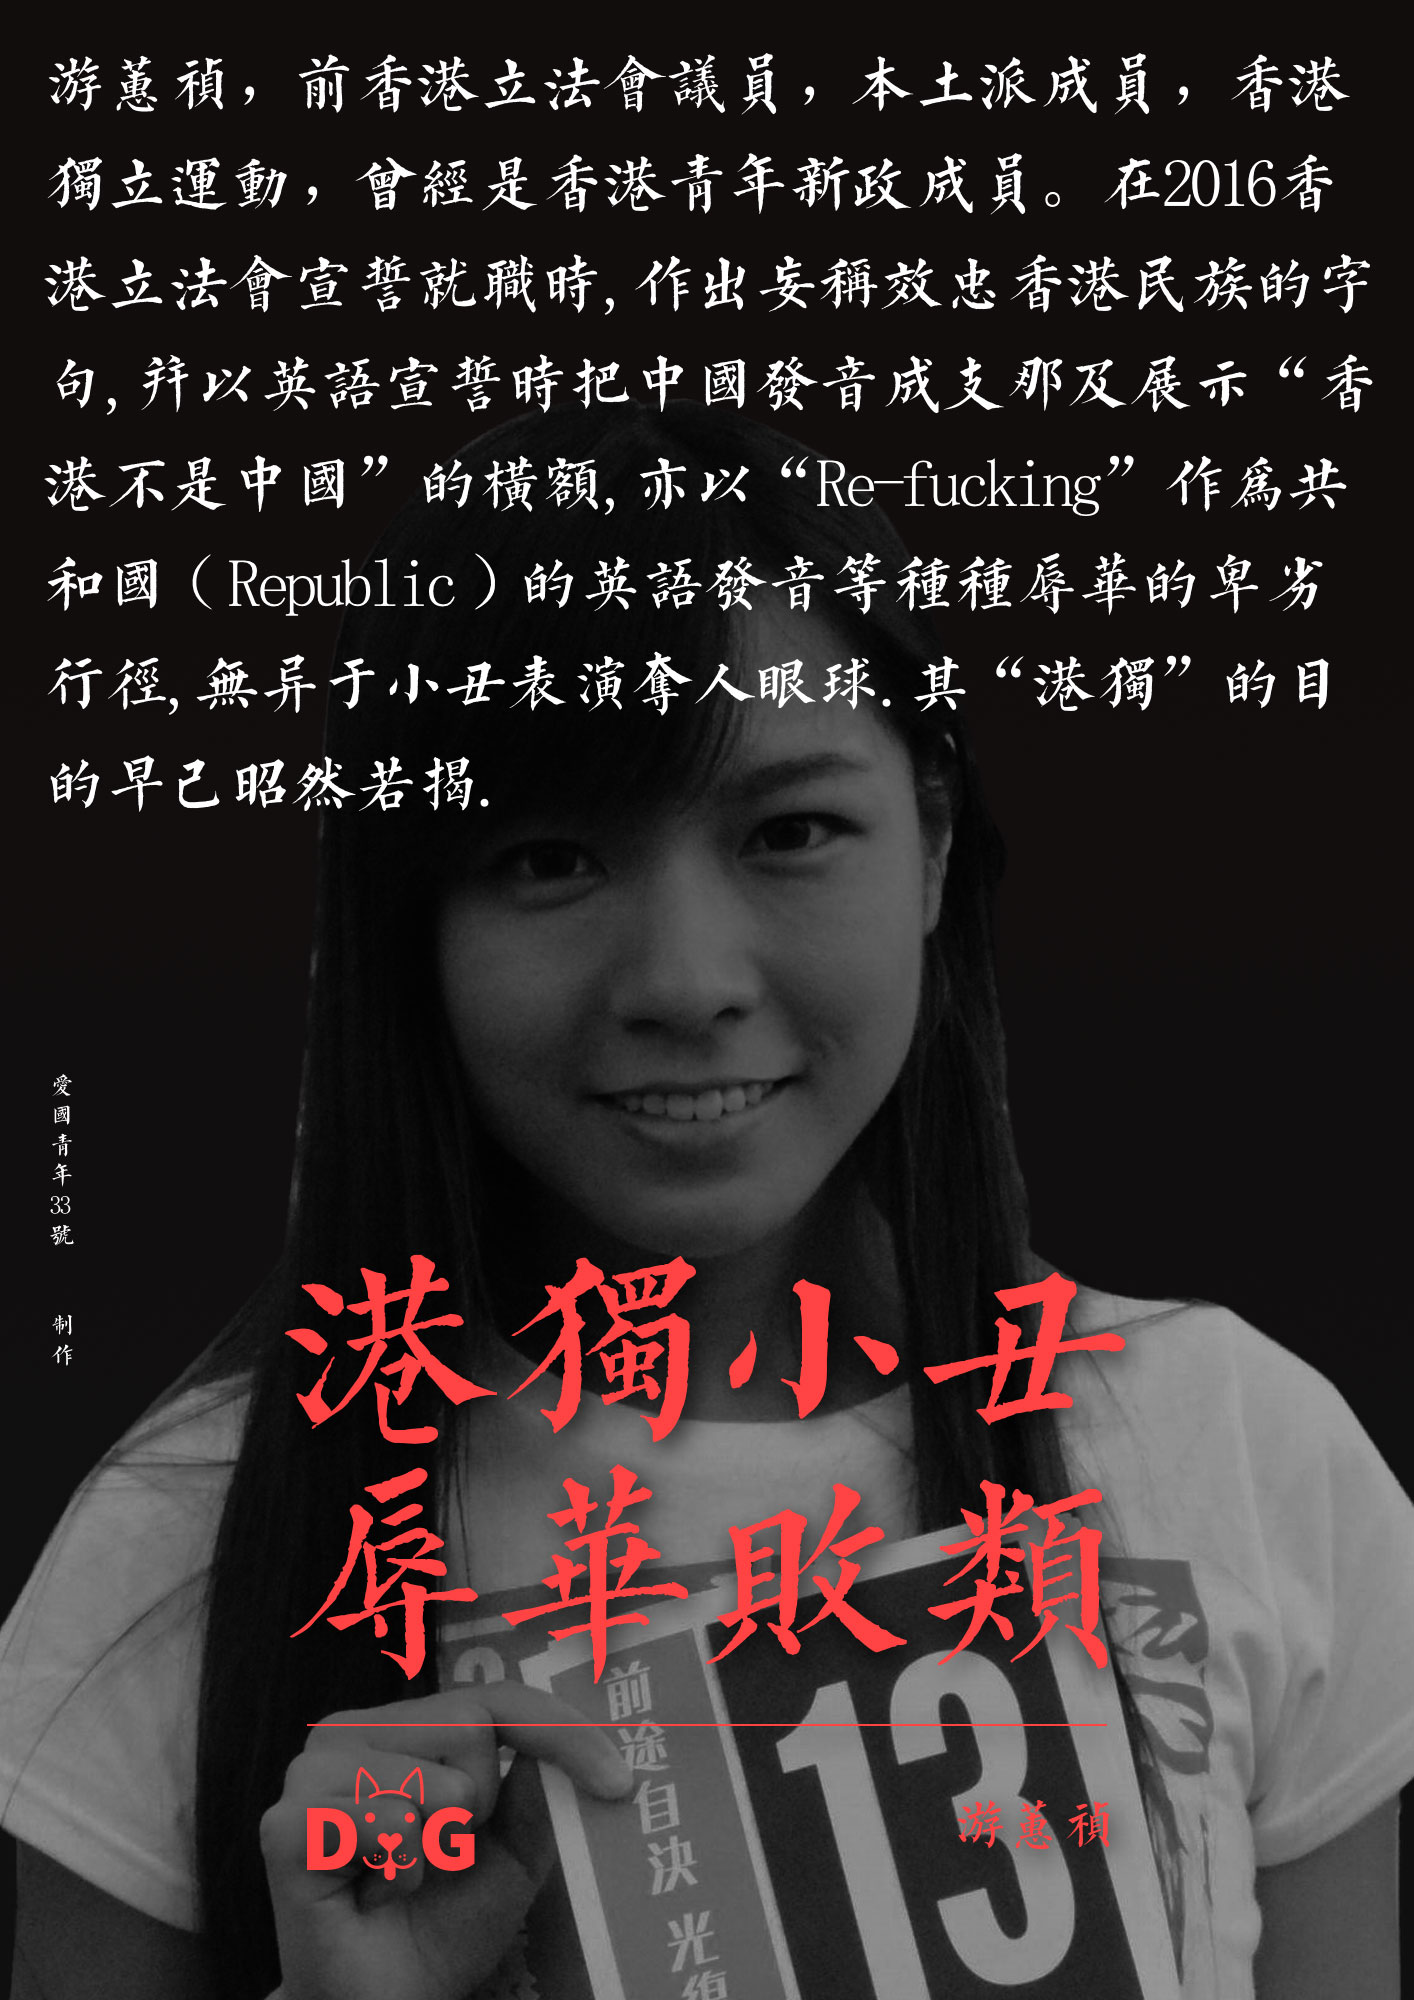 游蕙禎，前香港立法會議員，本土派成員，香港
獨立運動，曾經是香港青年新政成員。在2016香
港立法會宣誓就職時,作出妄稱效忠香港民族的字
句,幷以英語宣誓時把中國發音成支那及展示“香
港不是中國”的橫額,亦以“Re-fucking”作爲共
和國（Republic）的英語發音等種種辱華的卑劣
行徑,無异于小丑表演奪人眼球.其“港獨”的目
的早已昭然若揭.
愛國青年33號 制作
港獨小丑
辱華敗類
前途自決 光復
13
DOG
游蕙禎